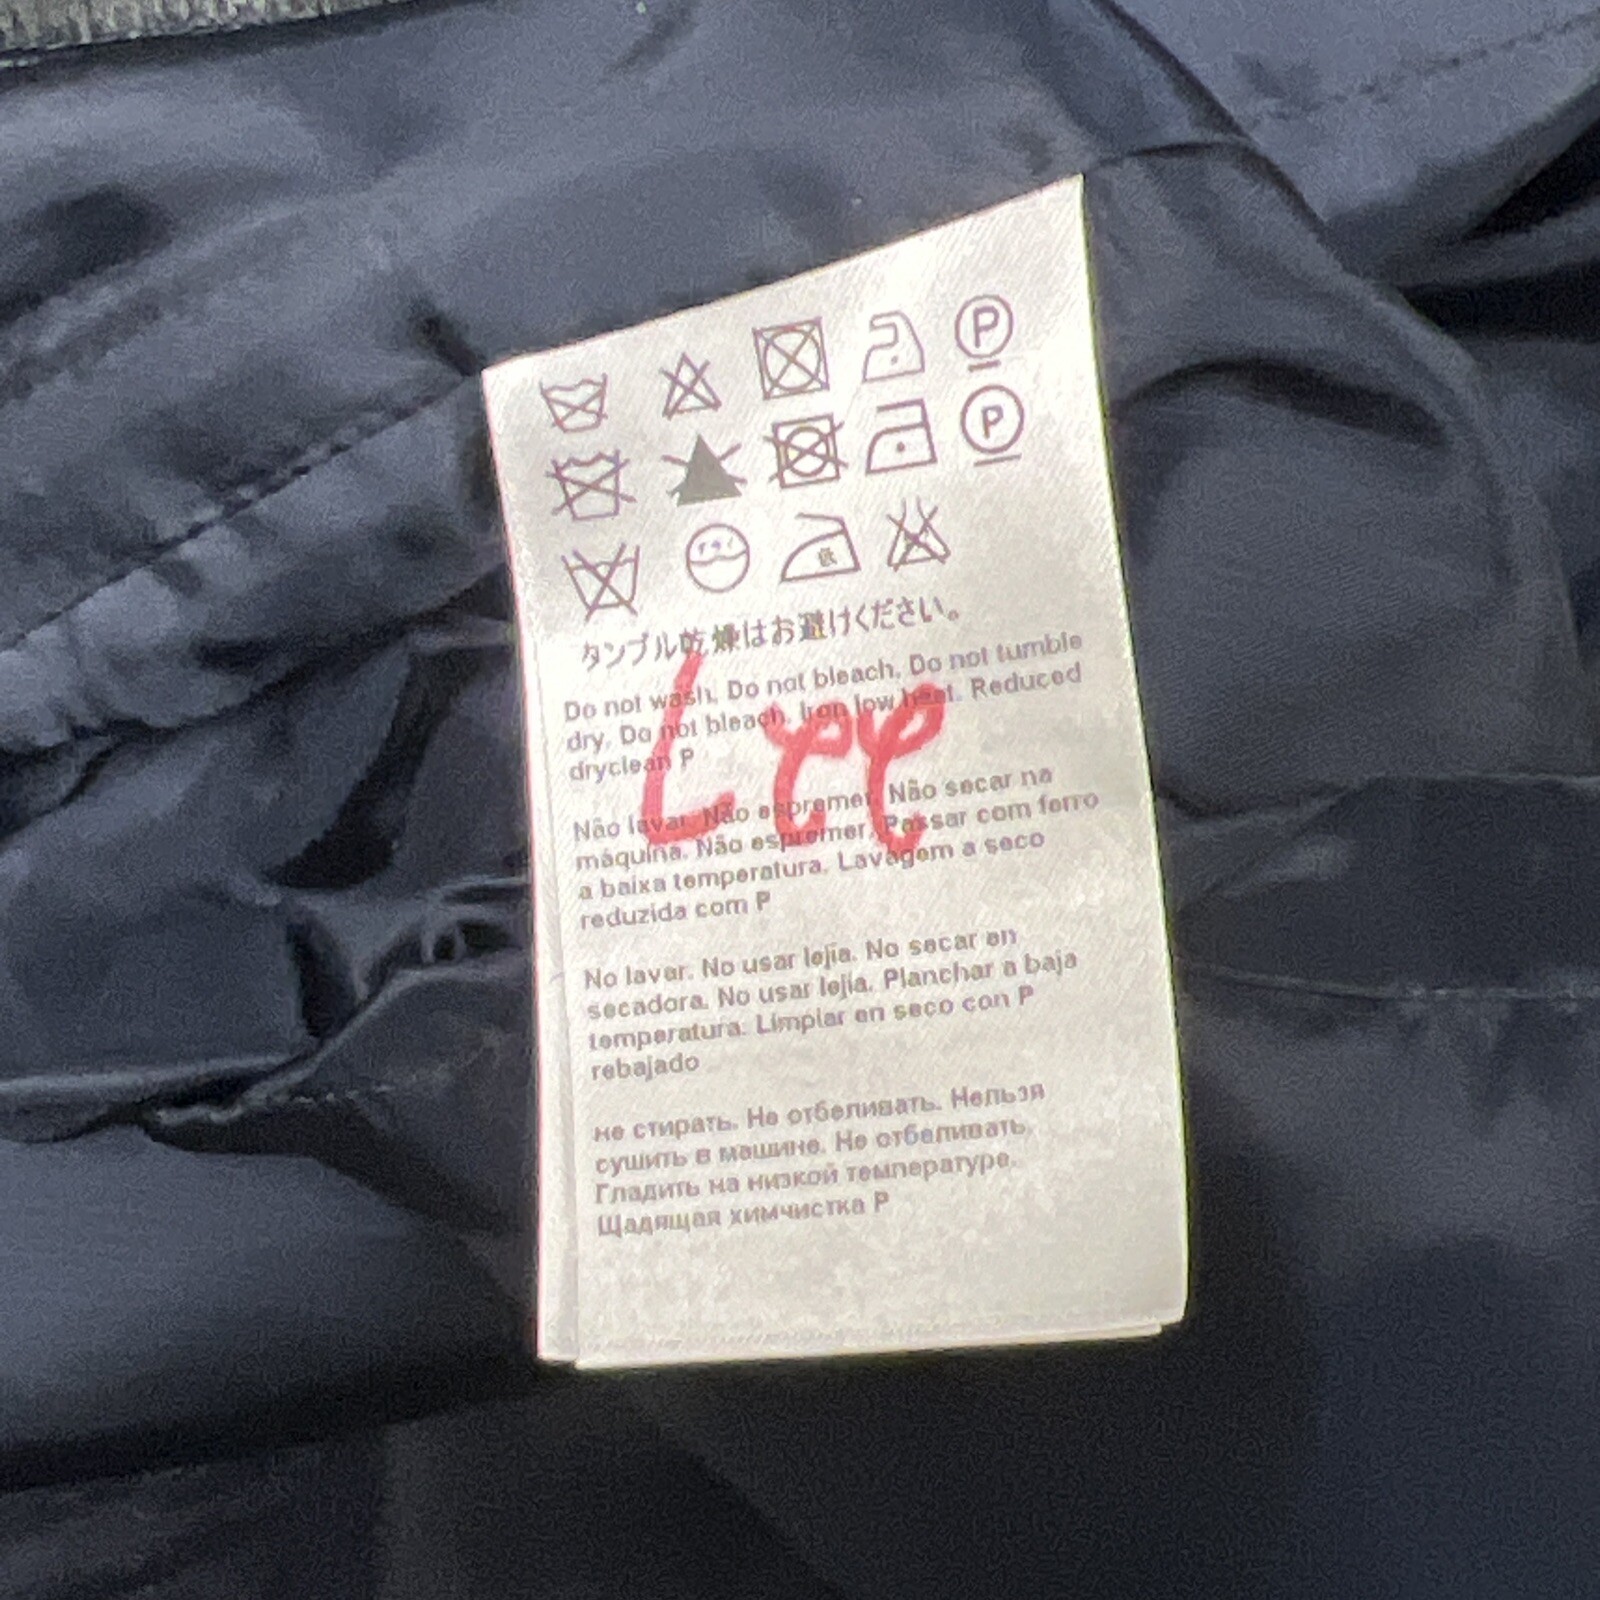 P
P
ドライ
低
タンブル乾燥はお避けください。
Do not wash. Do not bleach. Do not tumble
dry. Do not bleach. Iron low heat. Reduced
dryclean P
Lee
Não lavar. Não espremer. Não secar na
máquina. Não espremer. Passar com ferro
a baixa temperatura. Lavagem a seco
reduzida com P
No lavar. No usar lejía. No secar en
secadora. No usar lejía. Planchar a baja
temperatura. Limpiar en seco con P
rebajado
не стирать. Не отбеливать. Нельзя
сушить в машине. Не отбеливать.
Гладить на низкой температуре.
Щадящая химчистка P